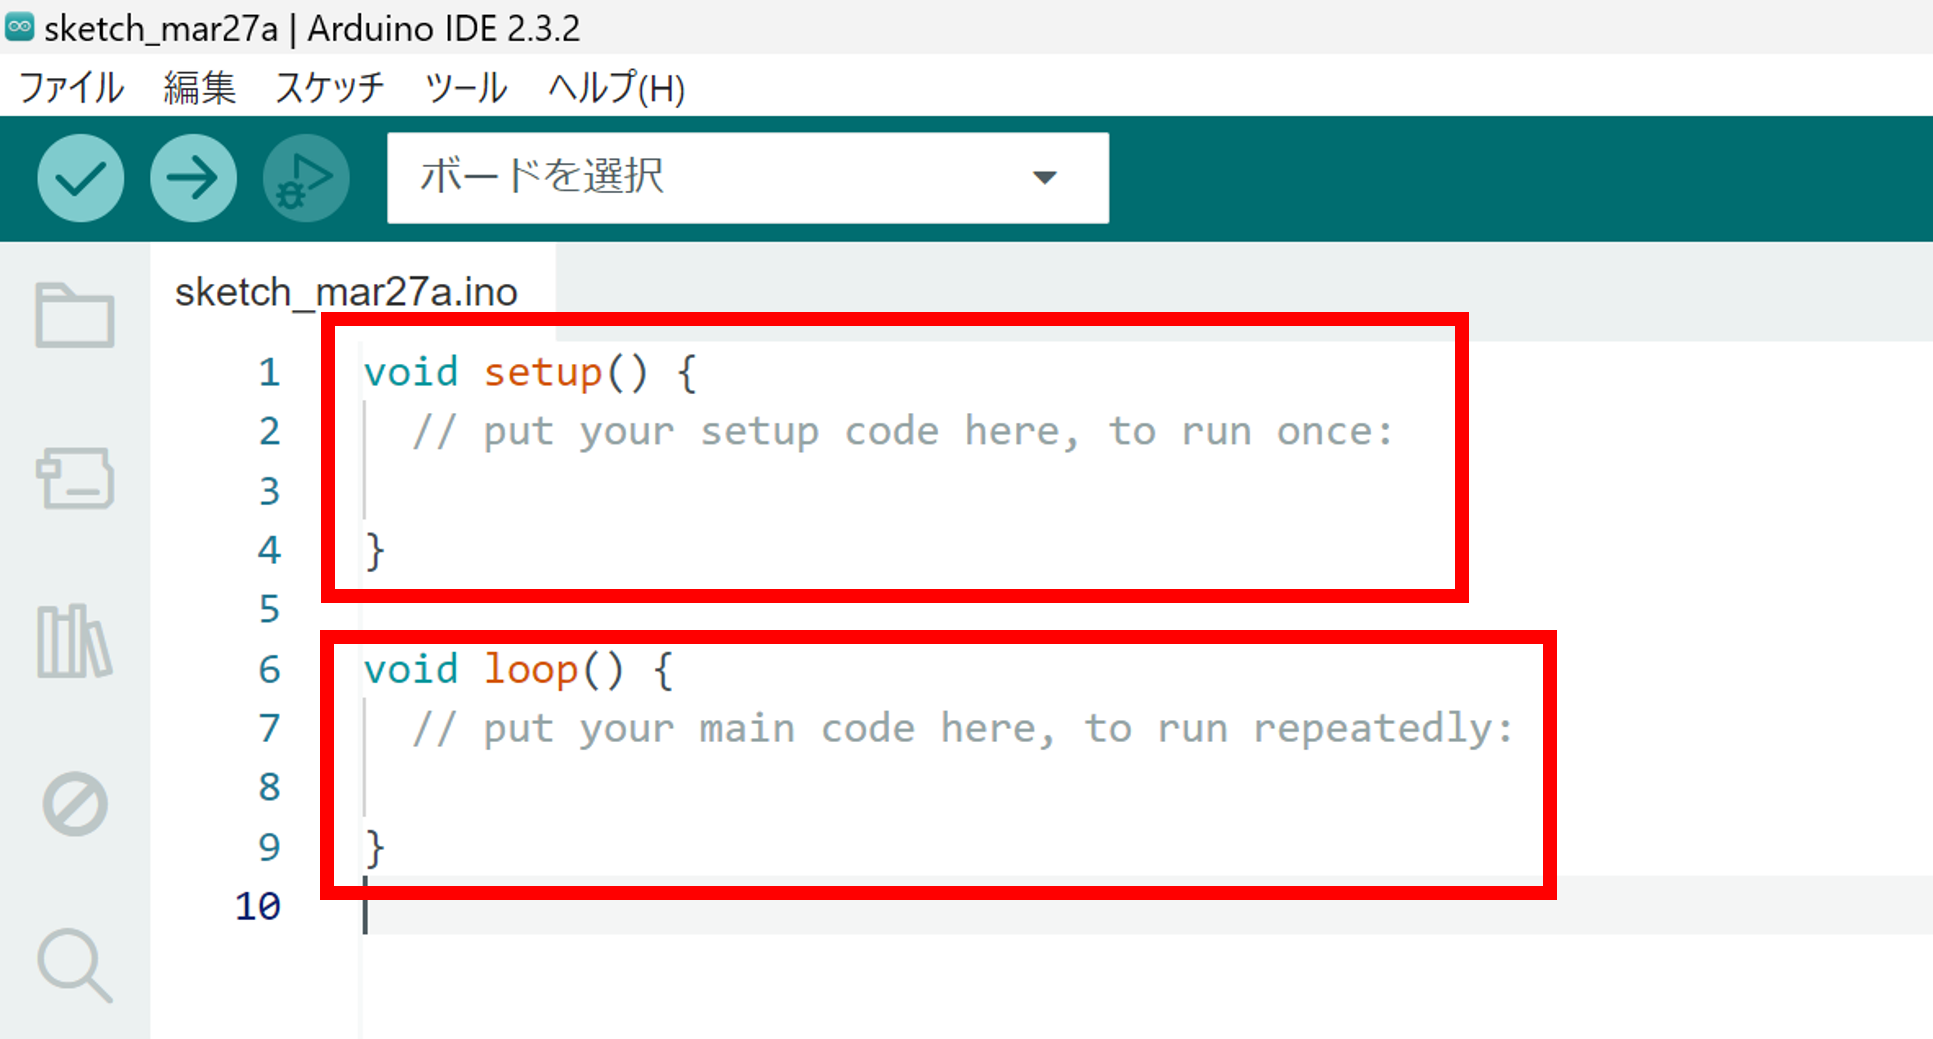 sketch_mar27a | Arduino IDE 2.3.2
ファイル 編集 スケッチ ツール ヘルプ(H)
ボードを選択
sketch_mar27a.ino
1 void setup() {
2 // put your setup code here, to run once:
3
4 }
5
6 void loop() {
7 // put your main code here, to run repeatedly:
8
9 }
10